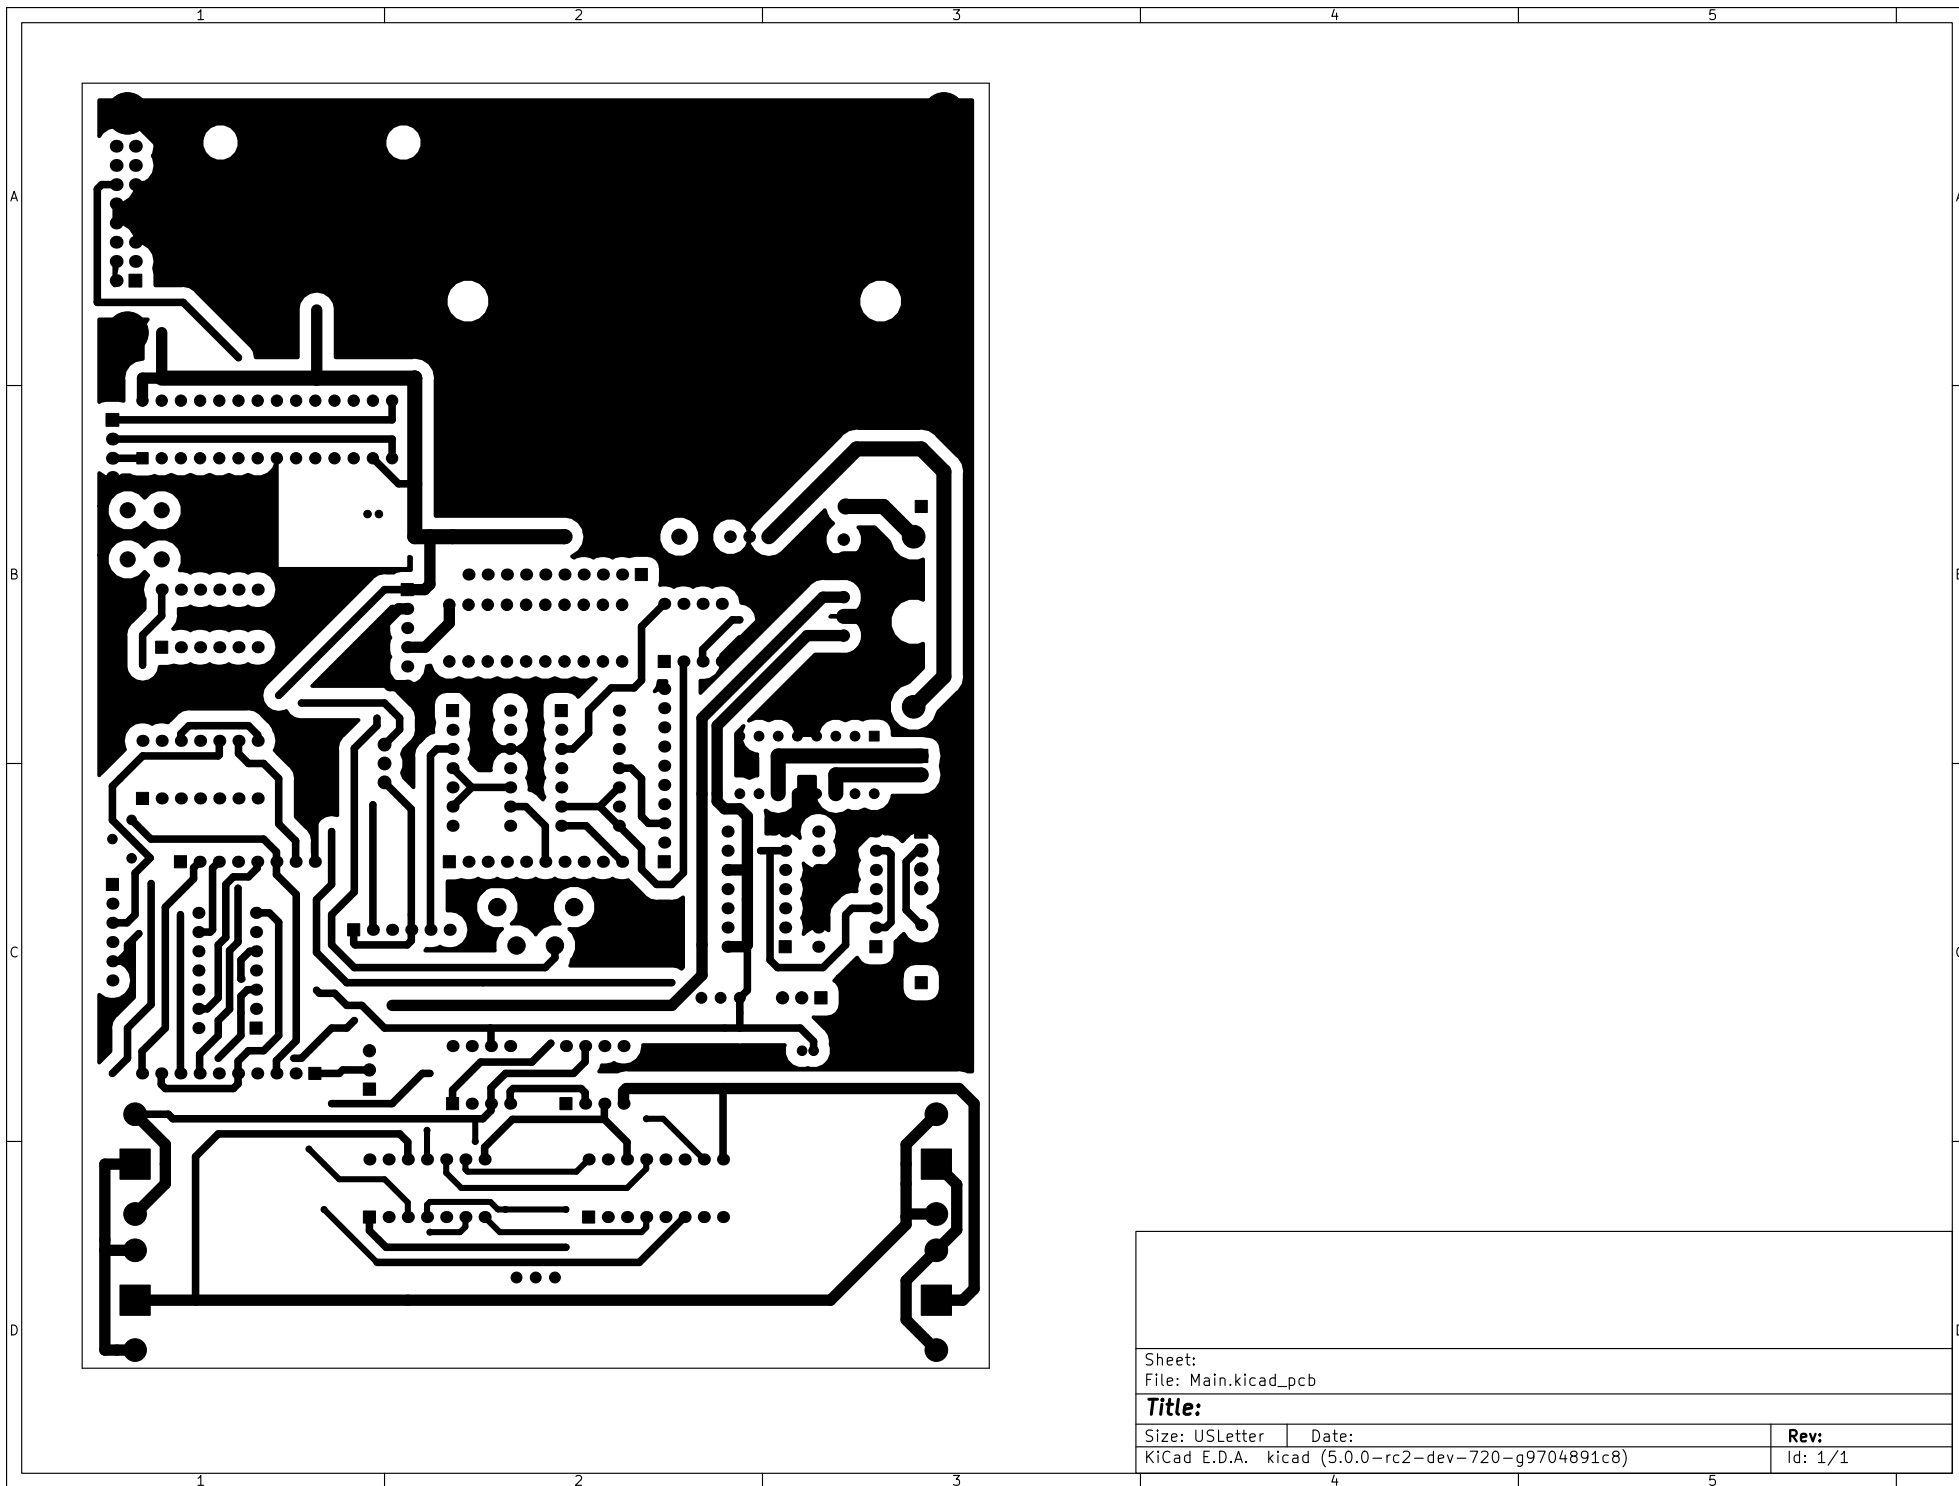 1 2 3 4 5
A A
B B
C C
D D
Sheet:
File: Main.kicad_pcb
Title:
Size: USLetter Date: Rev:
KiCad E.D.A. kicad (5.0.0-rc2-dev-720-g9704891c8) Id: 1/1
1 2 3 4 5